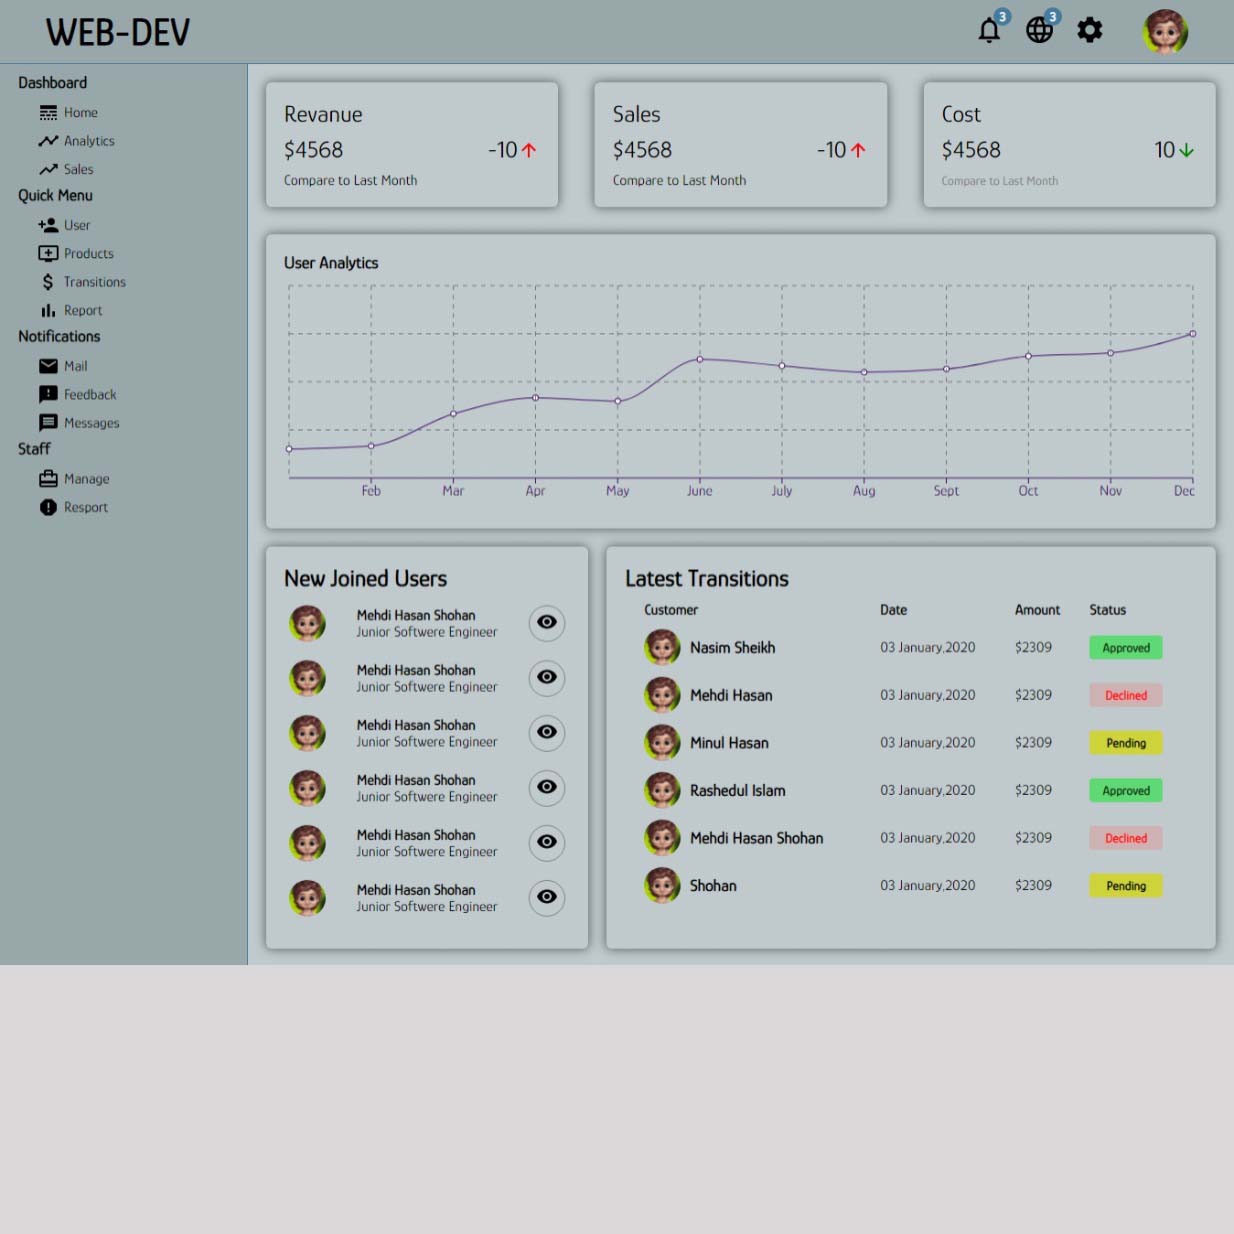 WEB-DEV
3
3
Dashboard
Home
Analytics
Sales
Quick Menu
User
Products
Transitions
Report
Notifications
Mail
Feedback
Messages
Staff
Manage
Resport
Revanue
$4568
-10
Compare to Last Month
Sales
$4568
-10
Compare to Last Month
Cost
$4568
10
Compare to Last Month
User Analytics
Feb Mar Apr May June July Aug Sept Oct Nov Dec
New Joined Users
Mehdi Hasan Shohan
Junior Softwere Engineer
Mehdi Hasan Shohan
Junior Softwere Engineer
Mehdi Hasan Shohan
Junior Softwere Engineer
Mehdi Hasan Shohan
Junior Softwere Engineer
Mehdi Hasan Shohan
Junior Softwere Engineer
Mehdi Hasan Shohan
Junior Softwere Engineer
Latest Transitions
Customer Date Amount Status
Nasim Sheikh 03 January,2020 $2309 Approved
Mehdi Hasan 03 January,2020 $2309 Declined
Minul Hasan 03 January,2020 $2309 Pending
Rashedul Islam 03 January,2020 $2309 Approved
Mehdi Hasan Shohan 03 January,2020 $2309 Declined
Shohan 03 January,2020 $2309 Pending